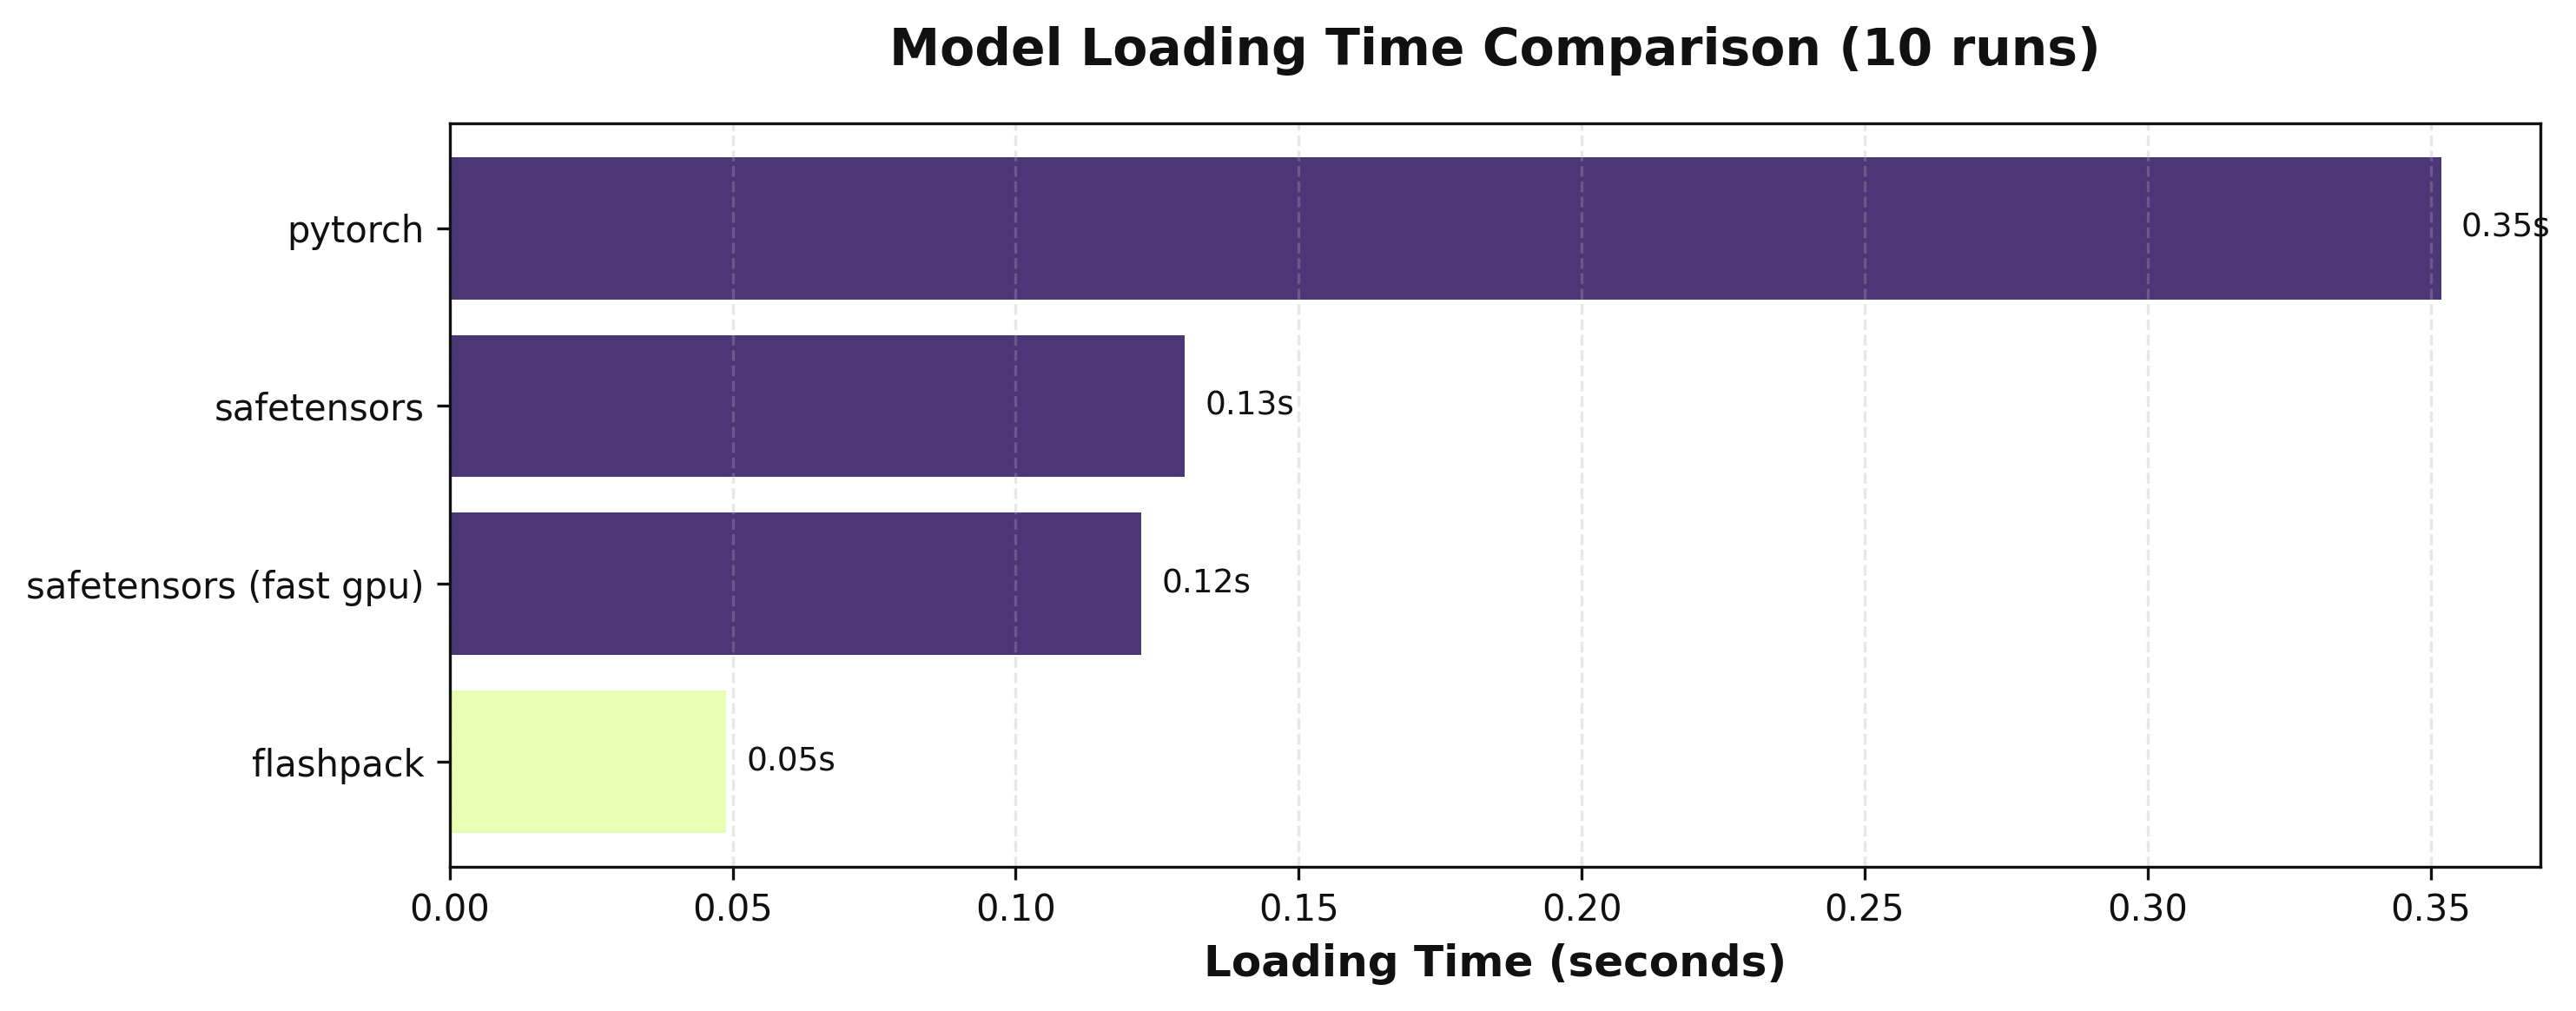 Model Loading Time Comparison (10 runs)
pytorch
0.35s
safetensors
0.13s
safetensors (fast gpu)
0.12s
flashpack
0.05s
0.00 0.05 0.10 0.15 0.20 0.25 0.30 0.35
Loading Time (seconds)